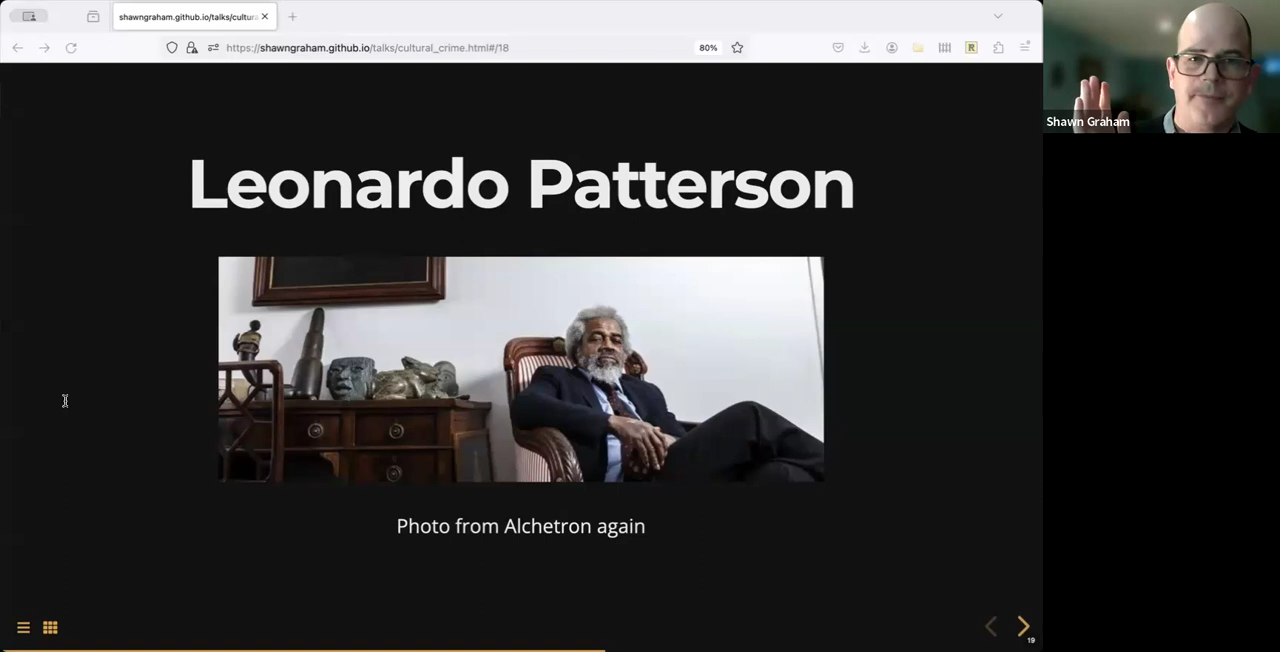 shawngraham.github.io/talks/cultura
https://shawngraham.github.io/talks/cultural_crime.html#/18
80%
R
Shawn Graham
Leonardo Patterson
Photo from Alchetron again
19